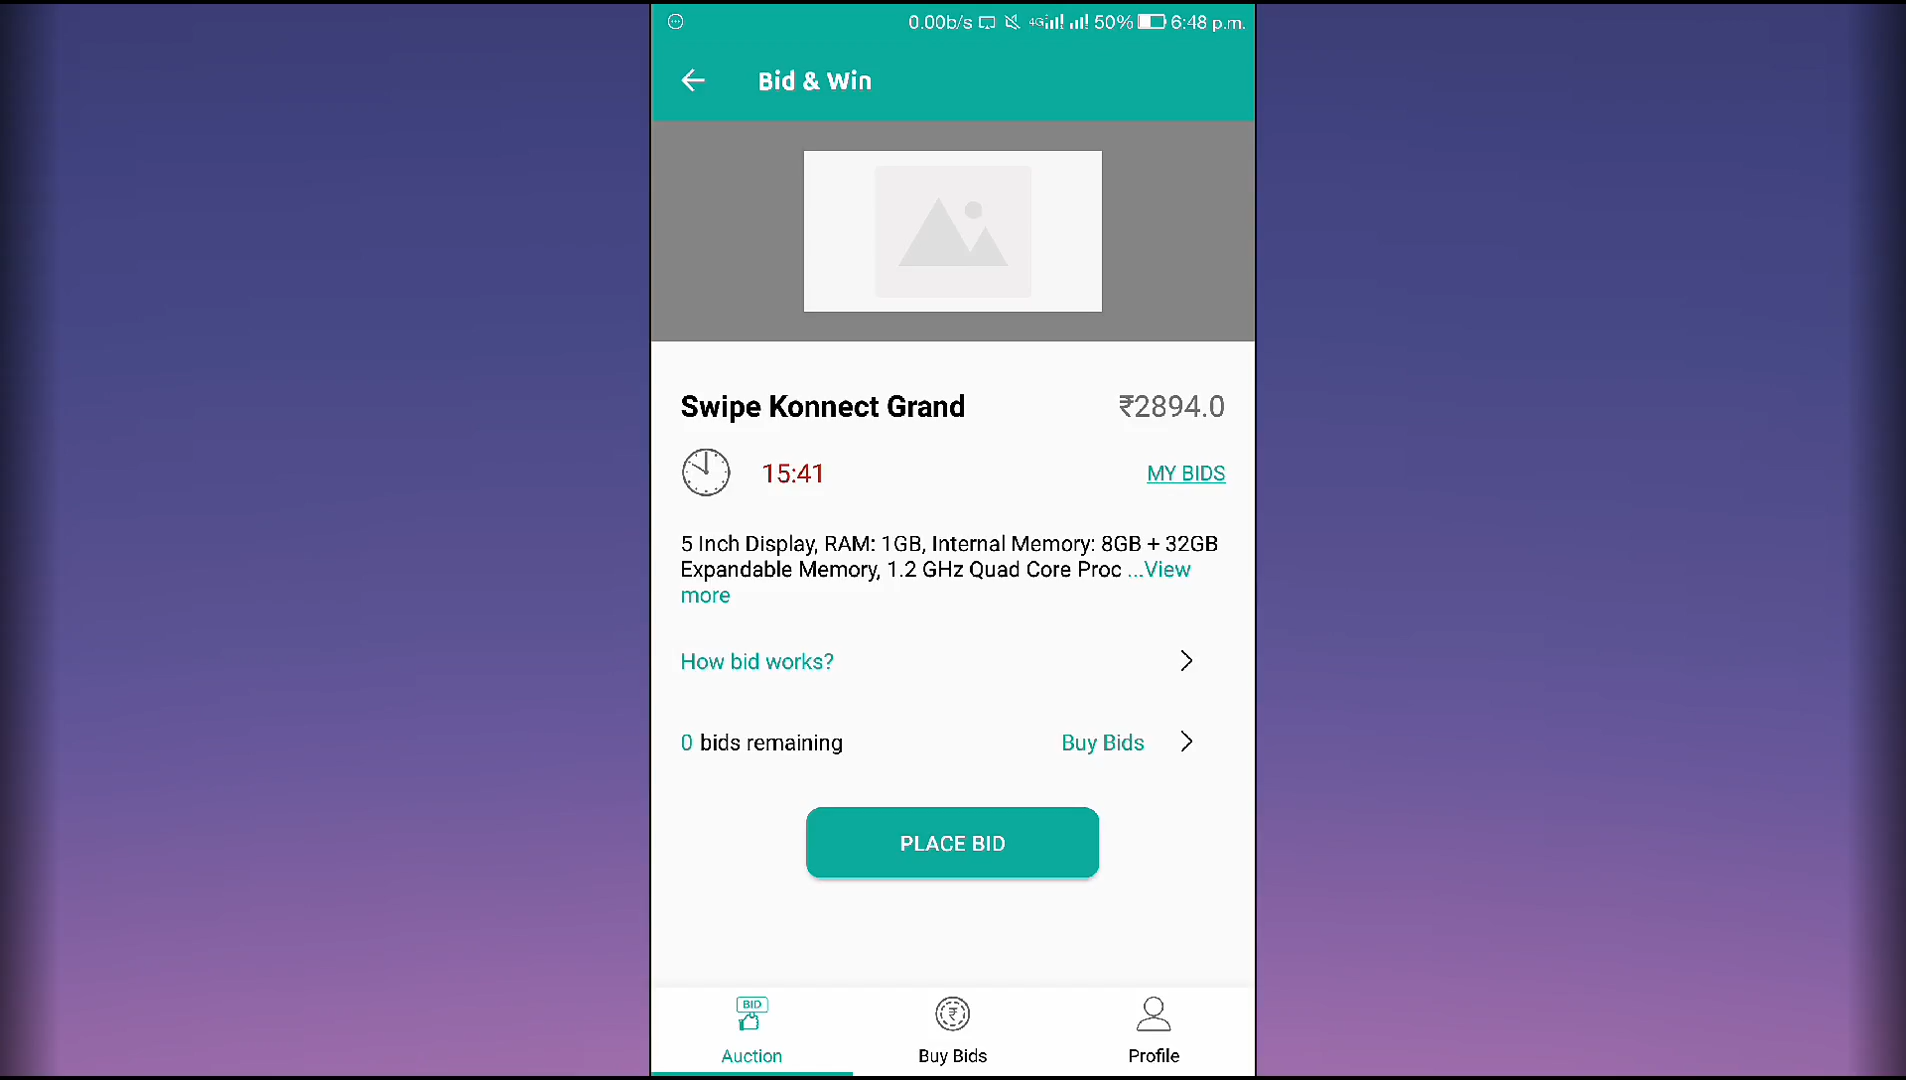 0.00b/s 4G 50% 6:48 p.m.
Bid & Win
Swipe Konnect Grand ₹2894.0
15:41 MY BIDS
5 Inch Display, RAM: 1GB, Internal Memory: 8GB + 32GB
Expandable Memory, 1.2 GHz Quad Core Proc ...View
more
How bid works?
0 bids remaining Buy Bids
PLACE BID
BID ₹
Auction Buy Bids Profile